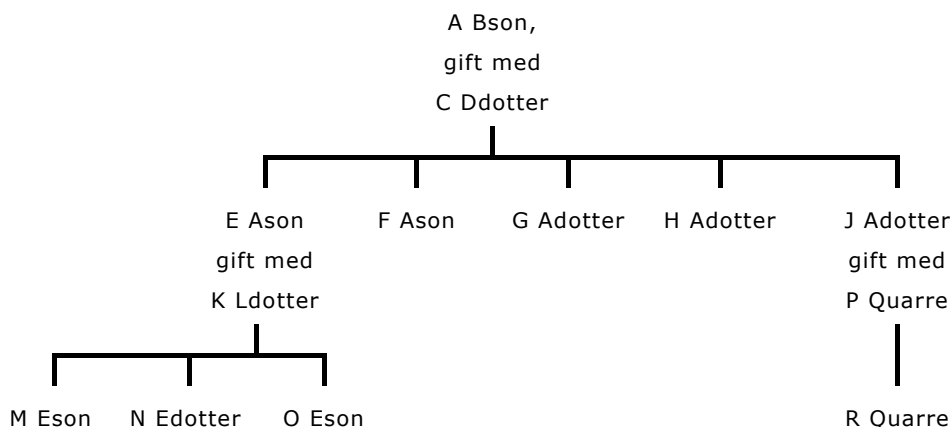 A Bson,
gift med
C Ddotter
E Ason F Ason G Adotter H Adotter J Adotter
gift med gift med
K Ldotter P Quarre
M Eson N Edotter O Eson R Quarre